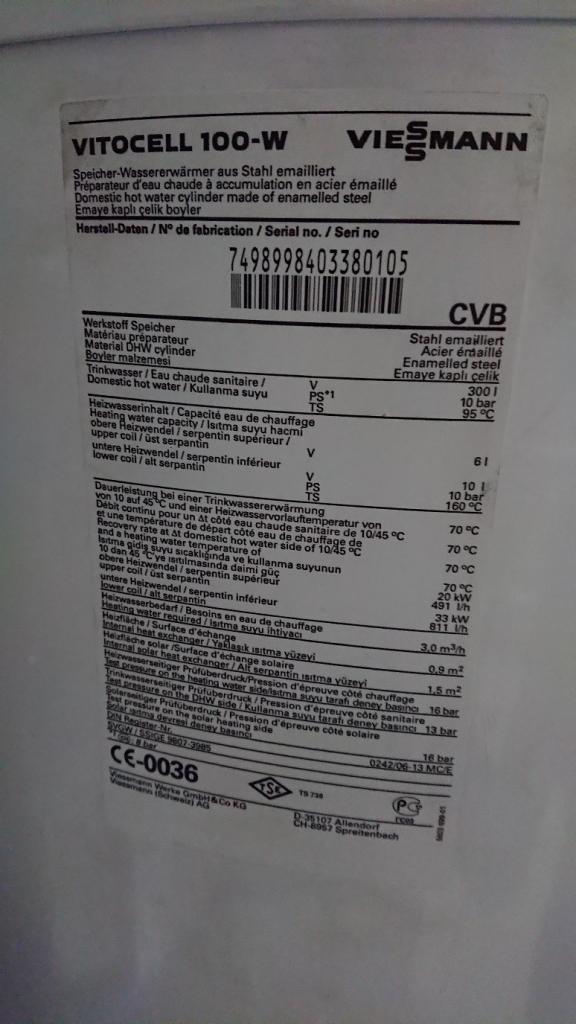 VITOCELL 100-W VIESSMANN
Speicher-Wassererwärmer aus Stahl emailliert
Préparateur d'eau chaude à accumulation en acier émaillé
Domestic hot water cylinder made of enamelled steel
Emaye kaplı çelik boyler
Herstell-Daten / N° de fabrication / Serial no. / Seri no
7498998403380105
CVB
Werkstoff Speicher Stahl emailliert
Matériau préparateur Acier émaillé
Material DHW cylinder Enamelled steel
Boyler malzemesi Emaye kaplı çelik
Trinkwasser / Eau chaude sanitaire / V 300 l
Domestic hot water / Kullanma suyu PS*1 10 bar
TS 95 °C
Heizwasserinhalt / Capacité eau de chauffage
Heating water capacity / Isıtma suyu hacmi
obere Heizwendel / serpentin supérieur / V 6 l
upper coil / üst serpantin
untere Heizwendel / serpentin inférieur V 10 l
lower coil / alt serpantin PS 10 bar
TS 160 °C
Dauerleistung bei einer Trinkwassererwärmung
von 10 auf 45 °C und einer Heizwasservorlauftemperatur von 70 °C
Débit continu pour un Δt côté eau chaude sanitaire de 10/45 °C
et une température de départ côté eau de chauffage de 70 °C
Recovery rate at Δt domestic hot water side of 10/45 °C
and a heating water temperature of 70 °C
Isıtma gidiş suyu sıcaklığında ve kullanma suyunun
10 dan 45 °C'ye ısıtılmasında daimi güç 70 °C
obere Heizwendel / serpentin supérieur 20 kW
upper coil / üst serpantin 491 l/h
untere Heizwendel / serpentin inférieur 33 kW
lower coil / alt serpantin 811 l/h
Heizwasserbedarf / Besoins en eau de chauffage
Heating water required / Isıtma suyu ihtiyacı 3,0 m³/h
Heizfläche / Surface d'échange
Internal heat exchanger / Yaklaşık ısıtma yüzeyi 0,9 m²
Heizfläche solar / Surface d'échange solaire
Internal solar heat exchanger / Alt serpantin ısıtma yüzeyi 1,5 m²
Heizwasserseitiger Prüfüberdruck/Pression d'épreuve côté chauffage
Test pressure on the heating water side/Isıtma suyu tarafı deney basıncı 16 bar
Trinkwasserseitiger Prüfüberdruck / Pression d'épreuve côté sanitaire
Test pressure on the DHW side / Kullanma suyu tarafı deney basıncı 13 bar
Solarseitiger Prüfüberdruck / Pression d'épreuve côté solaire
Test pressure on the solar heating side
Solar ısıtma devresi deney basıncı 16 bar
DIN Register-Nr. 0242/06-13 MC/E
SVGW / SSIGE 9607-3985
8 bar
CE-0036
TSE TS 736
Viessmann Werke GmbH&Co KG D-35107 Allendorf
Viessmann (Schweiz) AG CH-8957 Spreitenbach